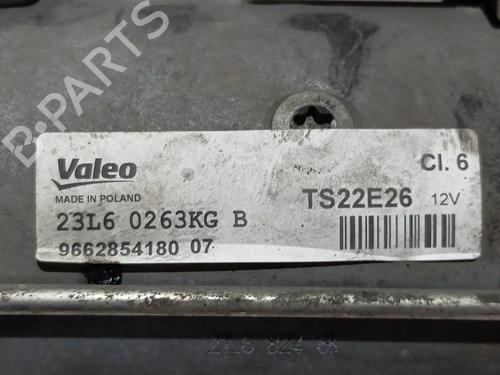 B-PARTS
Valeo
Cl. 6
MADE IN POLAND
TS22E26 12V
23L6 0263KG B
9662854180 07